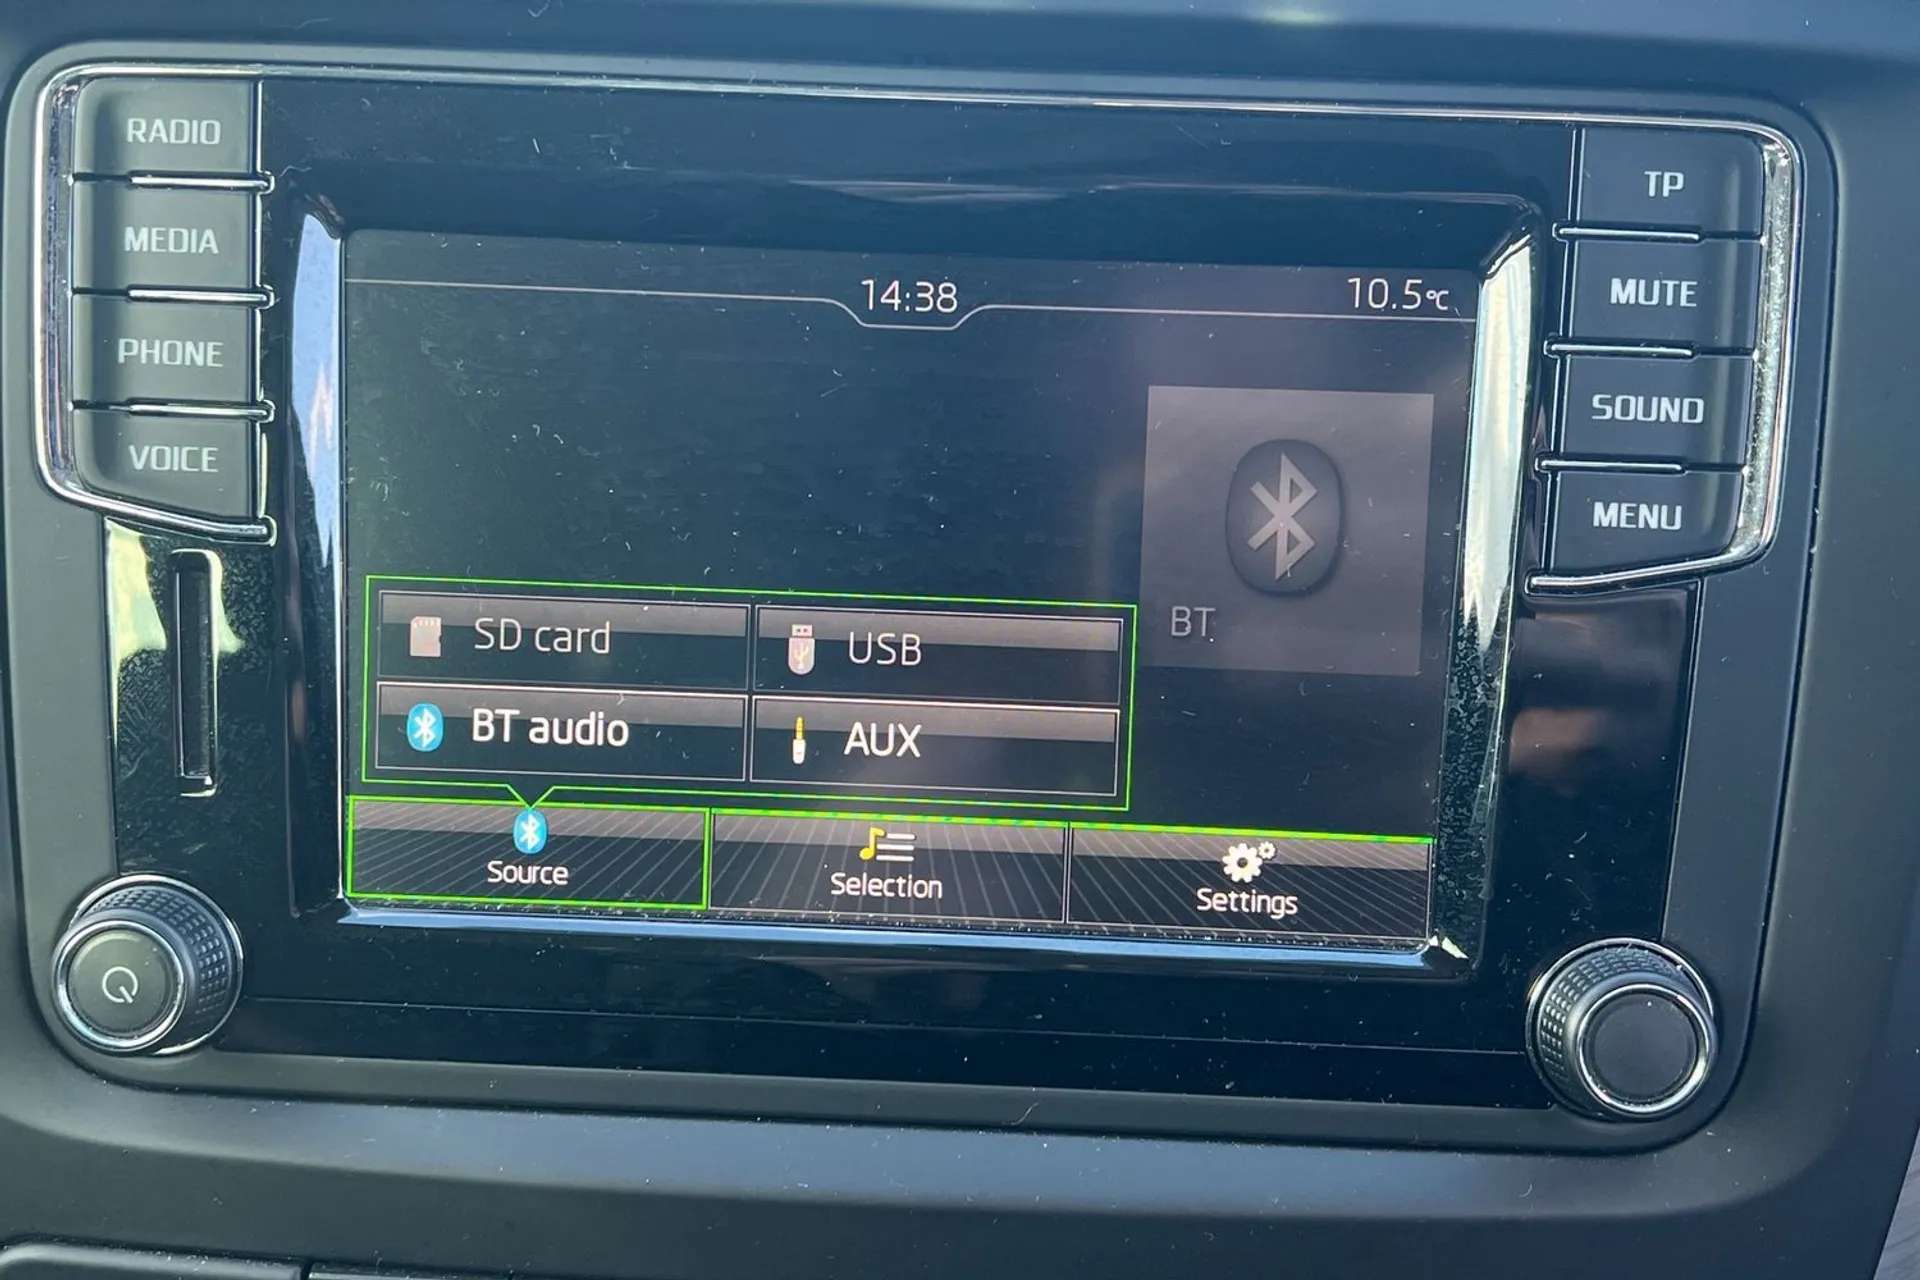 RADIO
MEDIA
PHONE
VOICE
14:38
10.5°C
BT
SD card
USB
BT audio
AUX
Source
Selection
Settings
TP
MUTE
SOUND
MENU